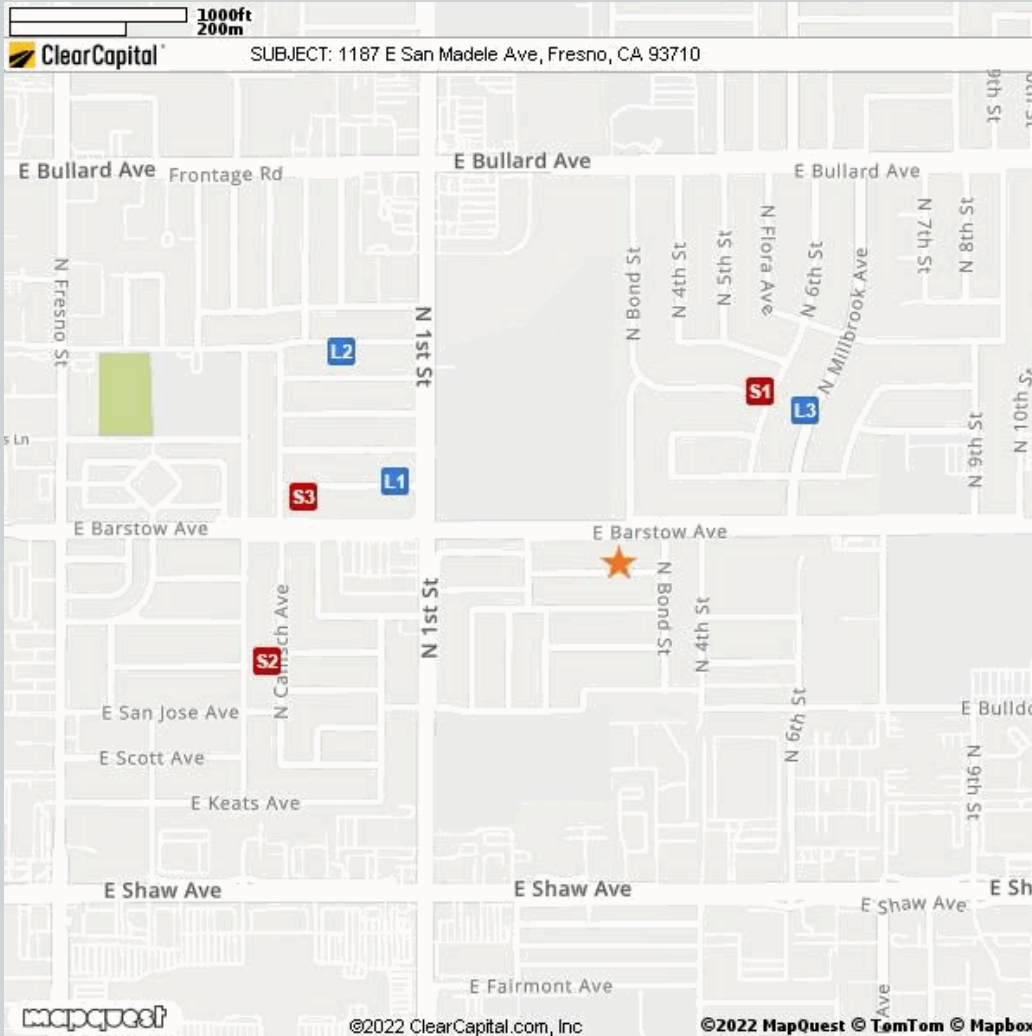 1000ft
200m
ClearCapital SUBJECT: 1187 E San Madele Ave, Fresno, CA 93710
9th St
E Bullard Ave
Frontage Rd
E Bullard Ave
E Bullard Ave
N Fresno St
N 1st St
N Bond St
N 4th St
N 5th St
N Flora Ave
N 6th St
N Millbrook Ave
N 7th St
N 8th St
L2
S1
L3
N 9th St
N 10th S
s Ln
L1
S3
E Barstow Ave
E Barstow Ave
N 1st St
N Bond St
N 4th St
S2
E San Jose Ave
N 6th St
E Bulldo
E Scott Ave
N 9th St
E Keats Ave
E Shaw Ave
E Shaw Ave
E Sh
E Shaw Ave
E Fairmont Ave
Ave
mapquest
©2022 ClearCapital.com, Inc
©2022 MapQuest © TomTom © Mapbox